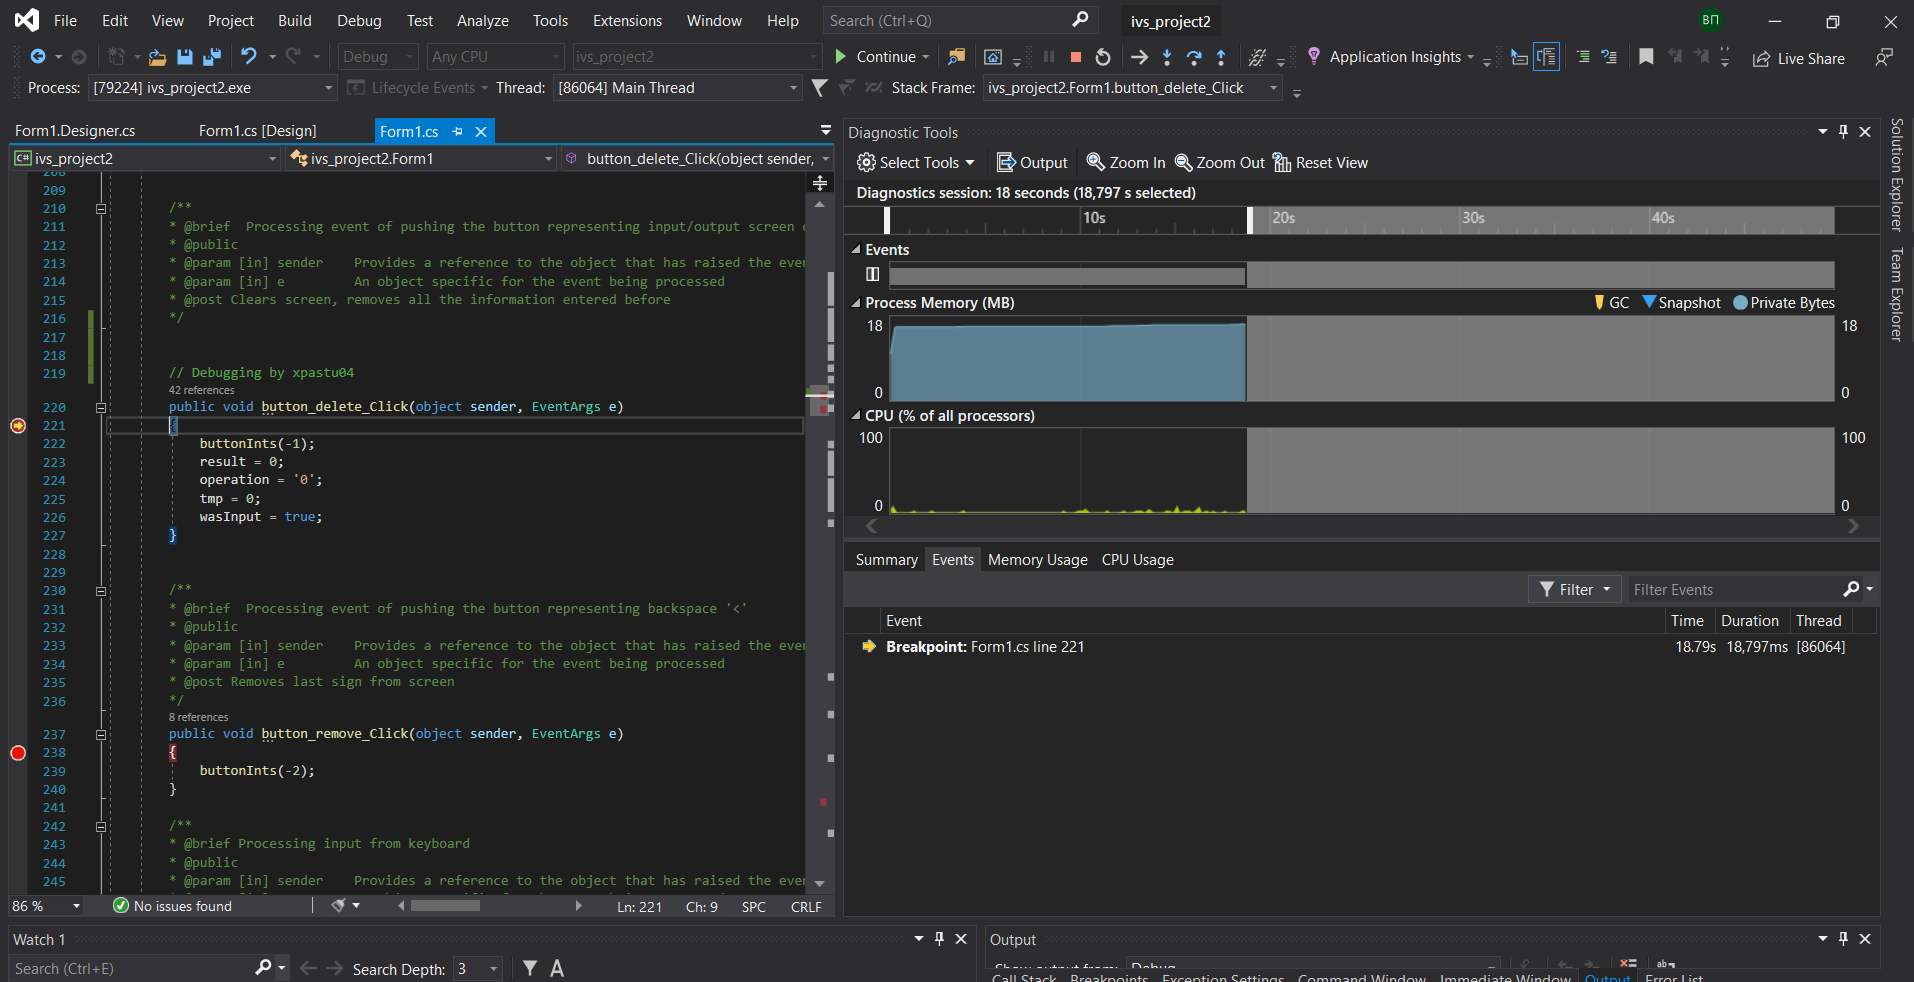 File Edit View Project Build Debug Test Analyze Tools Extensions Window Help Search (Ctrl+Q) ivs_project2 ВП
Debug Any CPU ivs_project2 Continue Application Insights Live Share
Process: [79224] ivs_project2.exe Lifecycle Events Thread: [86064] Main Thread Stack Frame: ivs_project2.Form1.button_delete_Click
Form1.Designer.cs Form1.cs [Design] Form1.cs
C# ivs_project2 ivs_project2.Form1 button_delete_Click(object sender,
208
209
210 /**
211 * @brief  Processing event of pushing the button representing input/output screen
212 * @public
213 * @param [in] sender    Provides a reference to the object that has raised the
214 * @param [in] e         An object specific for the event being processed
215 * @post Clears screen, removes all the information entered before
216 */
217
218
219 // Debugging by xpastu04
42 references
220 public void button_delete_Click(object sender, EventArgs e)
221 {
222 buttonInts(-1);
223 result = 0;
224 operation = '0';
225 tmp = 0;
226 wasInput = true;
227 }
228
229
230 /**
231 * @brief  Processing event of pushing the button representing backspace '<'
232 * @public
233 * @param [in] sender    Provides a reference to the object that has raised the
234 * @param [in] e         An object specific for the event being processed
235 * @post Removes last sign from screen
236 */
8 references
237 public void button_remove_Click(object sender, EventArgs e)
238 {
239 buttonInts(-2);
240 }
241
242 /**
243 * @brief Processing input from keyboard
244 * @public
245 * @param [in] sender    Provides a reference to the object that has raised the
86 % No issues found Ln: 221 Ch: 9 SPC CRLF
Diagnostic Tools
Select Tools Output Zoom In Zoom Out Reset View
Diagnostics session: 18 seconds (18,797 s selected)
10s 20s 30s 40s
Events
Process Memory (MB) GC Snapshot Private Bytes
18 18
0 0
CPU (% of all processors)
100 100
0 0
Summary Events Memory Usage CPU Usage
Filter Filter Events
Event Time Duration Thread
Breakpoint: Form1.cs line 221 18.79s 18,797ms [86064]
Solution Explorer
Team Explorer
Watch 1
Search (Ctrl+E) Search Depth: 3 A
Output
Show output from: Debug
Call Stack Breakpoints Exception Settings Command Window Immediate Window Output Error List